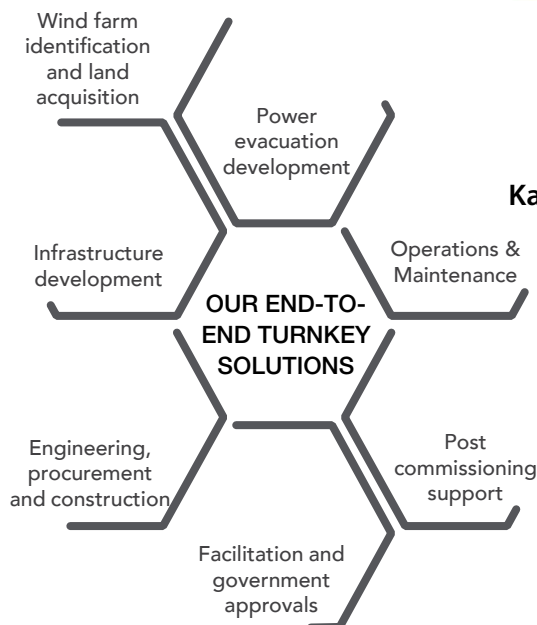 Wind farm
identification
and land
acquisition
Power
evacuation
development
Ka
Infrastructure
development
Operations &
Maintenance
OUR END-TO-
END TURNKEY
SOLUTIONS
Engineering,
procurement
and construction
Post
commissioning
support
Facilitation and
government
approvals